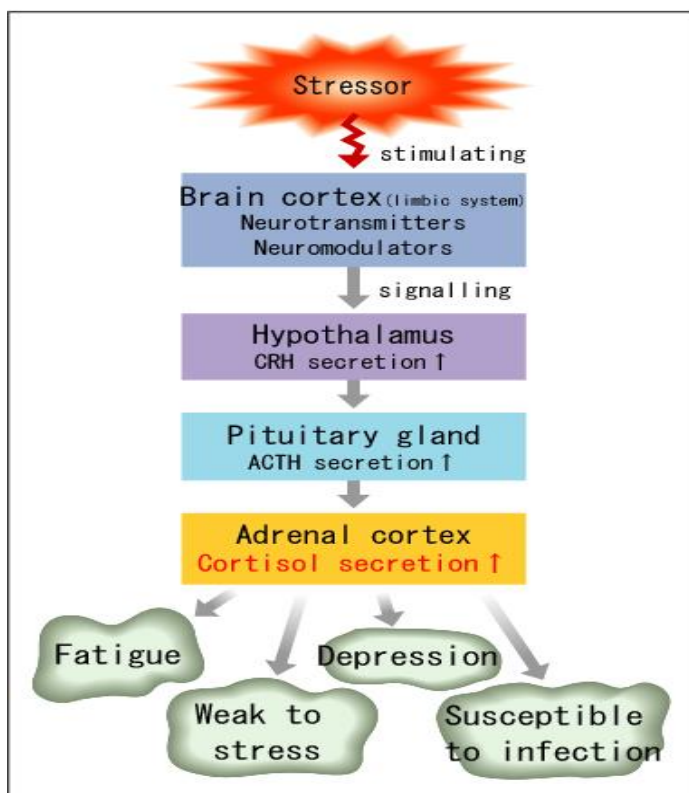 Stressor
stimulating
Brain cortex(limbic system)
Neurotransmitters
Neuromodulators
signalling
Hypothalamus
CRH secretion↑
Pituitary gland
ACTH secretion↑
Adrenal cortex
Cortisol secretion↑
Fatigue
Depression
Weak to
stress
Susceptible
to infection